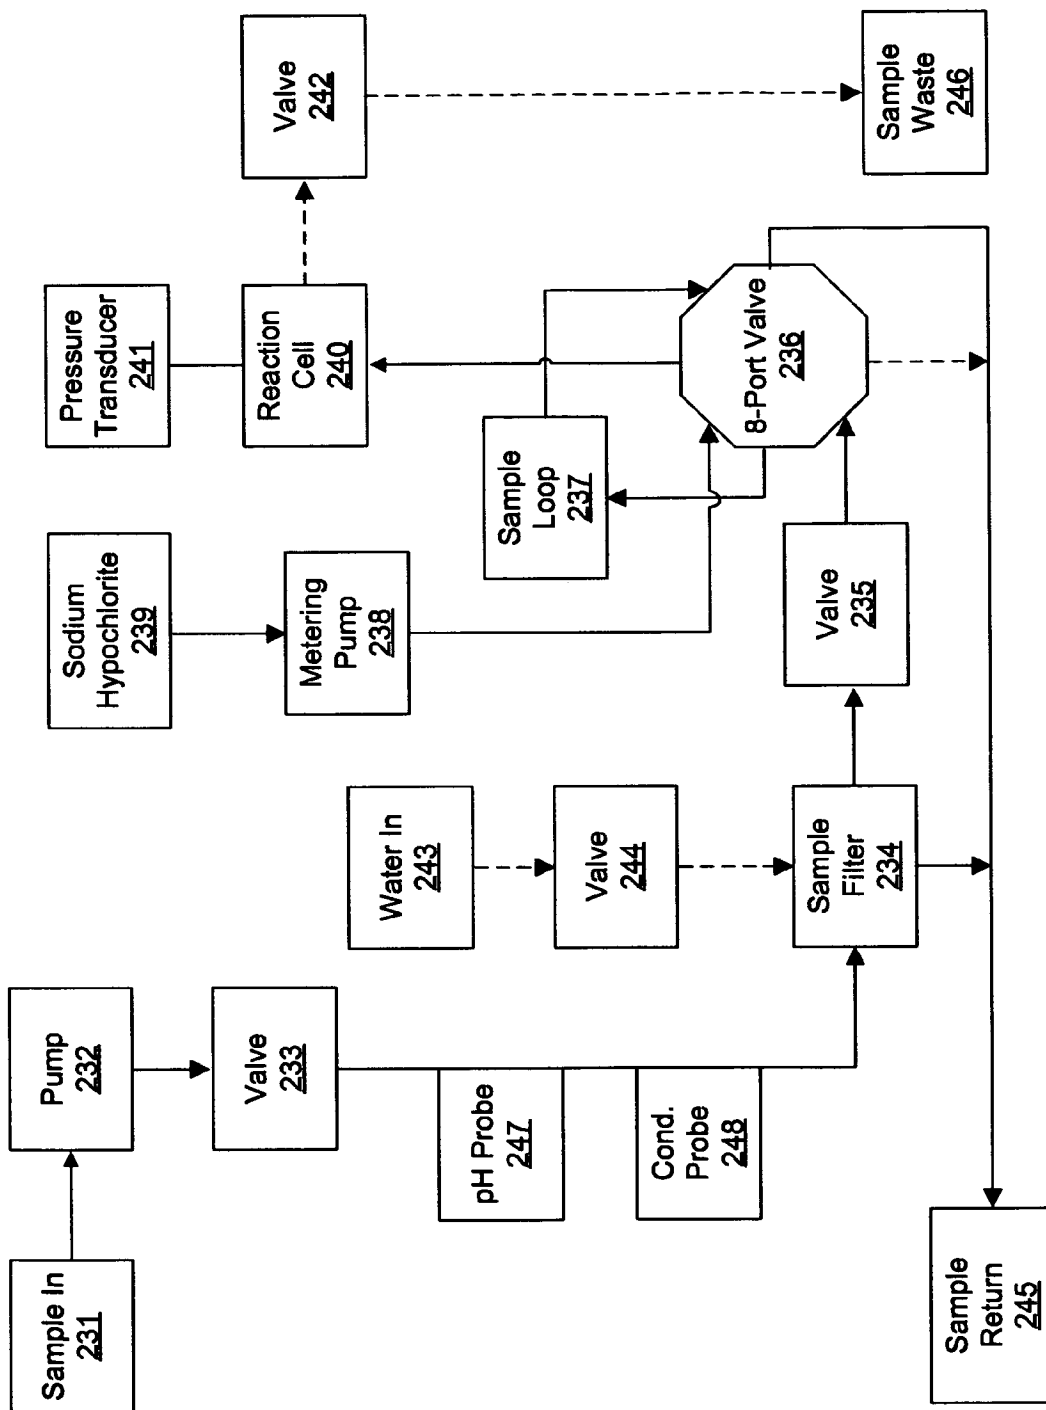 Sample In
231
Pump
232
Valve
233
pH Probe
247
Cond.
Probe
248
Sample
Return
245
Water In
243
Valve
244
Sample
Filter
234
Sodium
Hypochlorite
239
Metering
Pump
238
Valve
235
Pressure
Transducer
241
Reaction
Cell
240
Sample
Loop
237
8-Port Valve
236
Valve
242
Sample
Waste
246